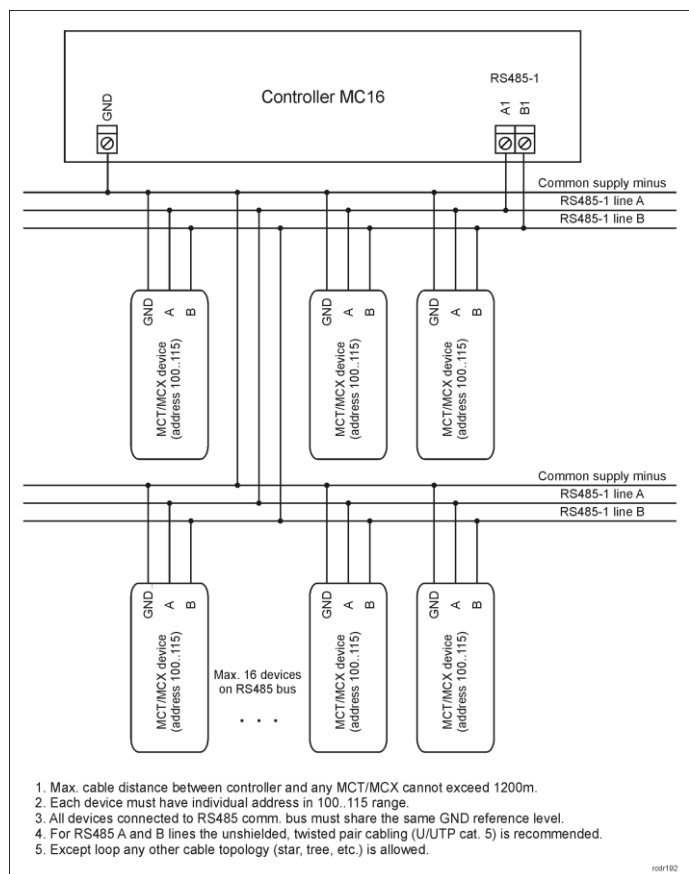 Controller MC16
RS485-1
GND
A1
B1
Common supply minus
RS485-1 line A
RS485-1 line B
GND
A
B
MCT/MCX device
(address 100..115)
GND
A
B
MCT/MCX device
(address 100..115)
GND
A
B
MCT/MCX device
(address 100..115)
Common supply minus
RS485-1 line A
RS485-1 line B
GND
A
B
MCT/MCX device
(address 100..115)
Max. 16 devices
on RS485 bus
. . .
GND
A
B
MCT/MCX device
(address 100..115)
GND
A
B
MCT/MCX device
(address 100..115)
1. Max. cable distance between controller and any MCT/MCX cannot exceed 1200m.
2. Each device must have individual address in 100..115 range.
3. All devices connected to RS485 comm. bus must share the same GND reference level.
4. For RS485 A and B lines the unshielded, twisted pair cabling (U/UTP cat. 5) is recommended.
5. Except loop any other cable topology (star, tree, etc.) is allowed.
rcdr192